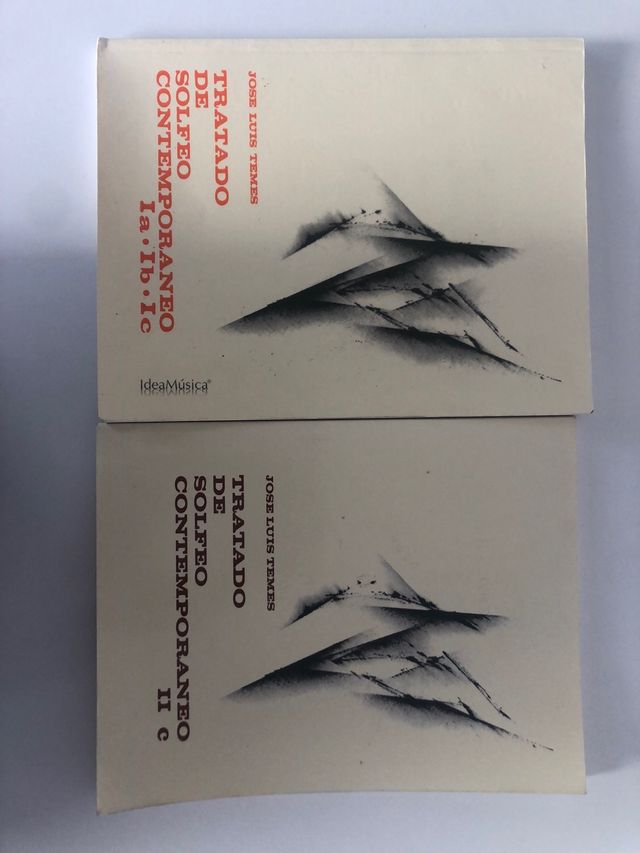 JOSE LUIS TEMES
TRATADO
DE
SOLFEO
CONTEMPORANEO
Ia·Ib·Ic
IdeaMúsica®
JOSE LUIS TEMES
TRATADO
DE
SOLFEO
CONTEMPORANEO
II c